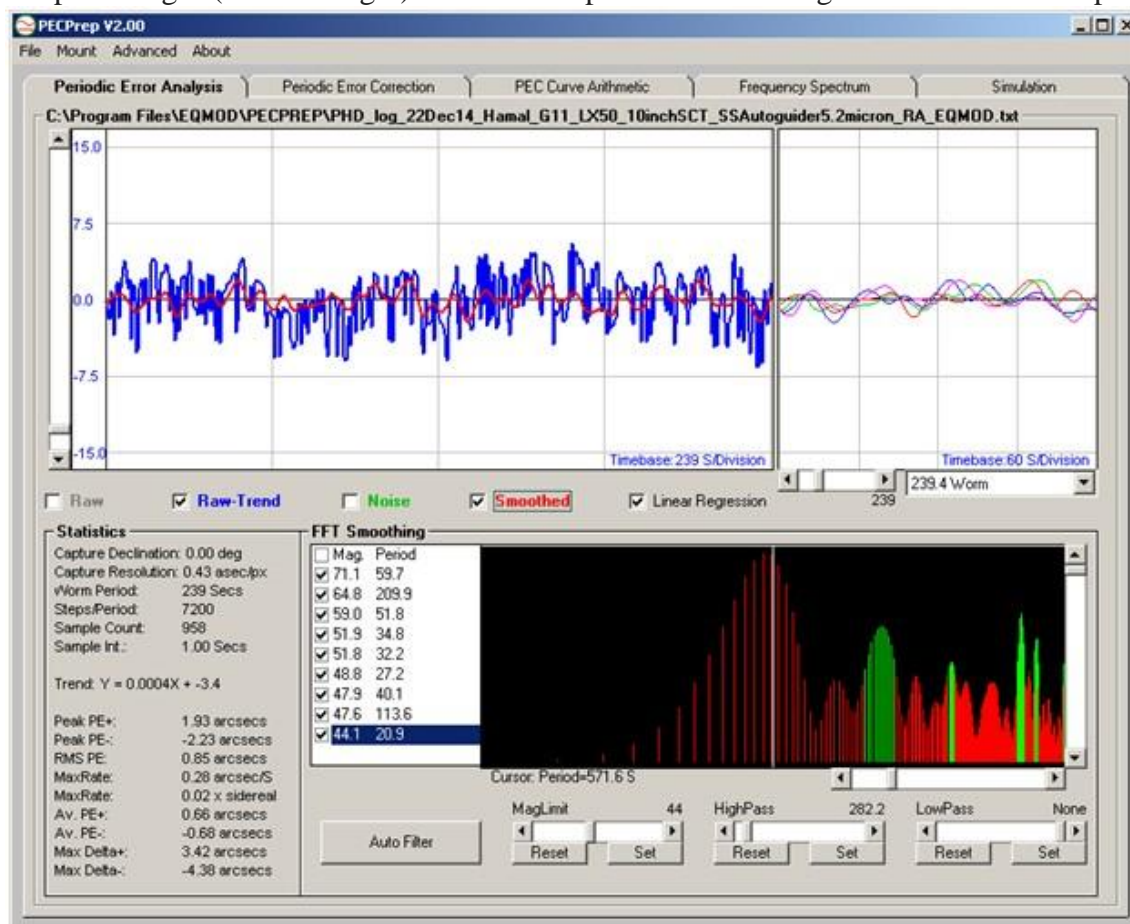 PECPrep V2.00
File Mount Advanced About
Periodic Error Analysis Periodic Error Correction PEC Curve Arithmetic Frequency Spectrum Simulation
C:\Program Files\EQMOD\PECPREP\PHD_log_22Dec14_Hamal_G11_LX50_10inchSCT_SSAutoguider5.2micron_RA_EQMOD.txt
15.0
7.5
0.0
-7.5
-15.0
Timebase:239 S/Division Timebase:60 S/Division
239 239.4 Worm
Raw Raw-Trend Noise Smoothed Linear Regression
Statistics
Capture Declination: 0.00 deg
Capture Resolution: 0.43 asec/px
Worm Period: 239 Secs
Steps/Period: 7200
Sample Count: 958
Sample Int.: 1.00 Secs
Trend: Y = 0.0004X + -3.4
Peak PE+: 1.93 arcsecs
Peak PE-: -2.23 arcsecs
RMS PE: 0.85 arcsecs
MaxRate: 0.28 arcsec/S
MaxRate: 0.02 x sidereal
Av. PE+: 0.66 arcsecs
Av. PE-: -0.68 arcsecs
Max Delta+: 3.42 arcsecs
Max Delta-: -4.38 arcsecs
FFT Smoothing
Mag. Period
71.1 59.7
64.8 209.9
59.0 51.8
51.9 34.8
51.8 32.2
48.8 27.2
47.9 40.1
47.6 113.6
44.1 20.9
Cursor: Period=571.6 S
Auto Filter
MagLimit 44 HighPass 282.2 LowPass None
Reset Set Reset Set Reset Set